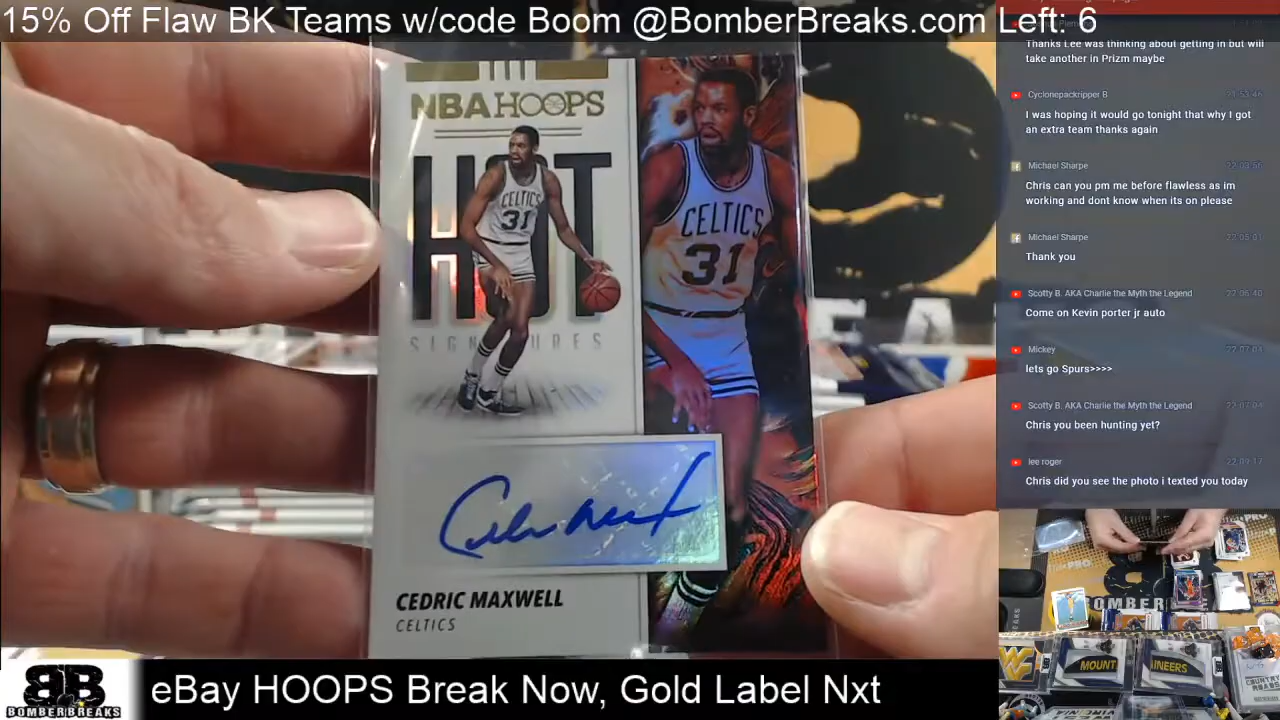 15% Off Flaw BK Teams w/code Boom @BomberBreaks.com Left: 6
Thanks Lee was thinking about getting in but will
take another in Prizm maybe
Cyclonepackripper B 21:53:46
I was hoping it would go tonight that why I got
an extra team thanks again
Michael Sharpe
Chris can you pm me before flawless as im
working and dont know when its on please
Michael Sharpe
Thank you
Scotty B. AKA Charlie the Myth the Legend
Come on Kevin porter jr auto
Mickey
lets go Spurs>>>>
Scotty B. AKA Charlie the Myth the Legend
Chris you been hunting yet?
lee roger
Chris did you see the photo i texted you today
NBA HOOPS
HOT
SIGNATURES
CELTICS
31
CELTICS
31
CEDRIC MAXWELL
CELTICS
MOUNT
AINEERS
BB
BOMBERBREAKS
eBay HOOPS Break Now, Gold Label Nxt